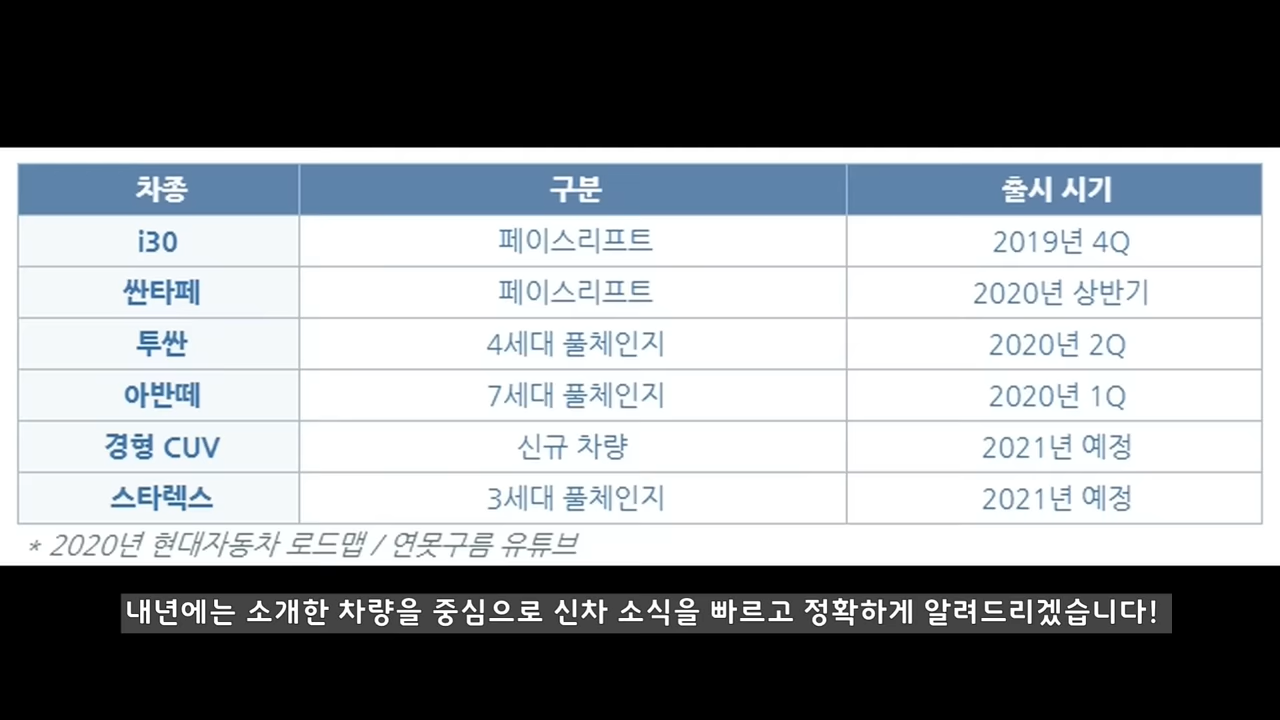 차종 구분 출시 시기
i30 페이스리프트 2019년 4Q
싼타페 페이스리프트 2020년 상반기
투싼 4세대 풀체인지 2020년 2Q
아반떼 7세대 풀체인지 2020년 1Q
경형 CUV 신규 차량 2021년 예정
스타렉스 3세대 풀체인지 2021년 예정
* 2020년 현대자동차 로드맵 / 연못구름 유튜브
내년에는 소개한 차량을 중심으로 신차 소식을 빠르고 정확하게 알려드리겠습니다!